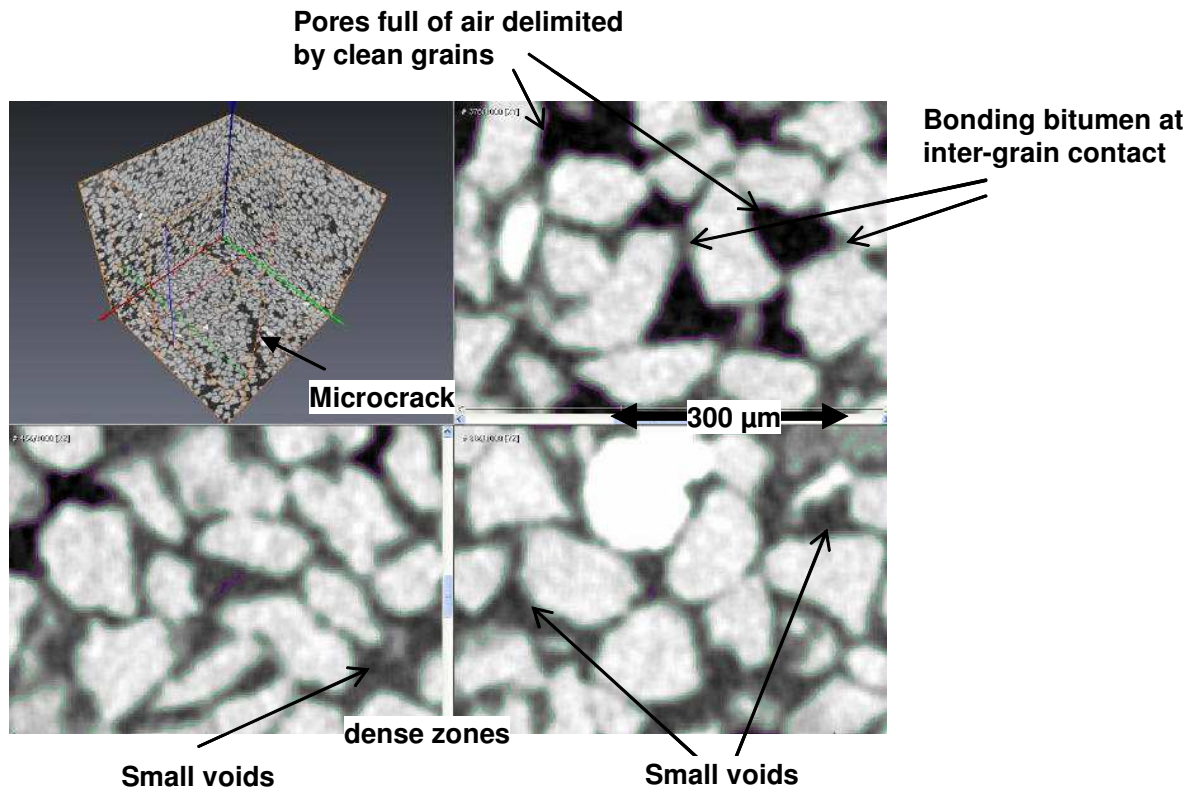 Pores full of air delimited
by clean grains
Bonding bitumen at
inter-grain contact
Microcrack
300 µm
dense zones
Small voids
Small voids